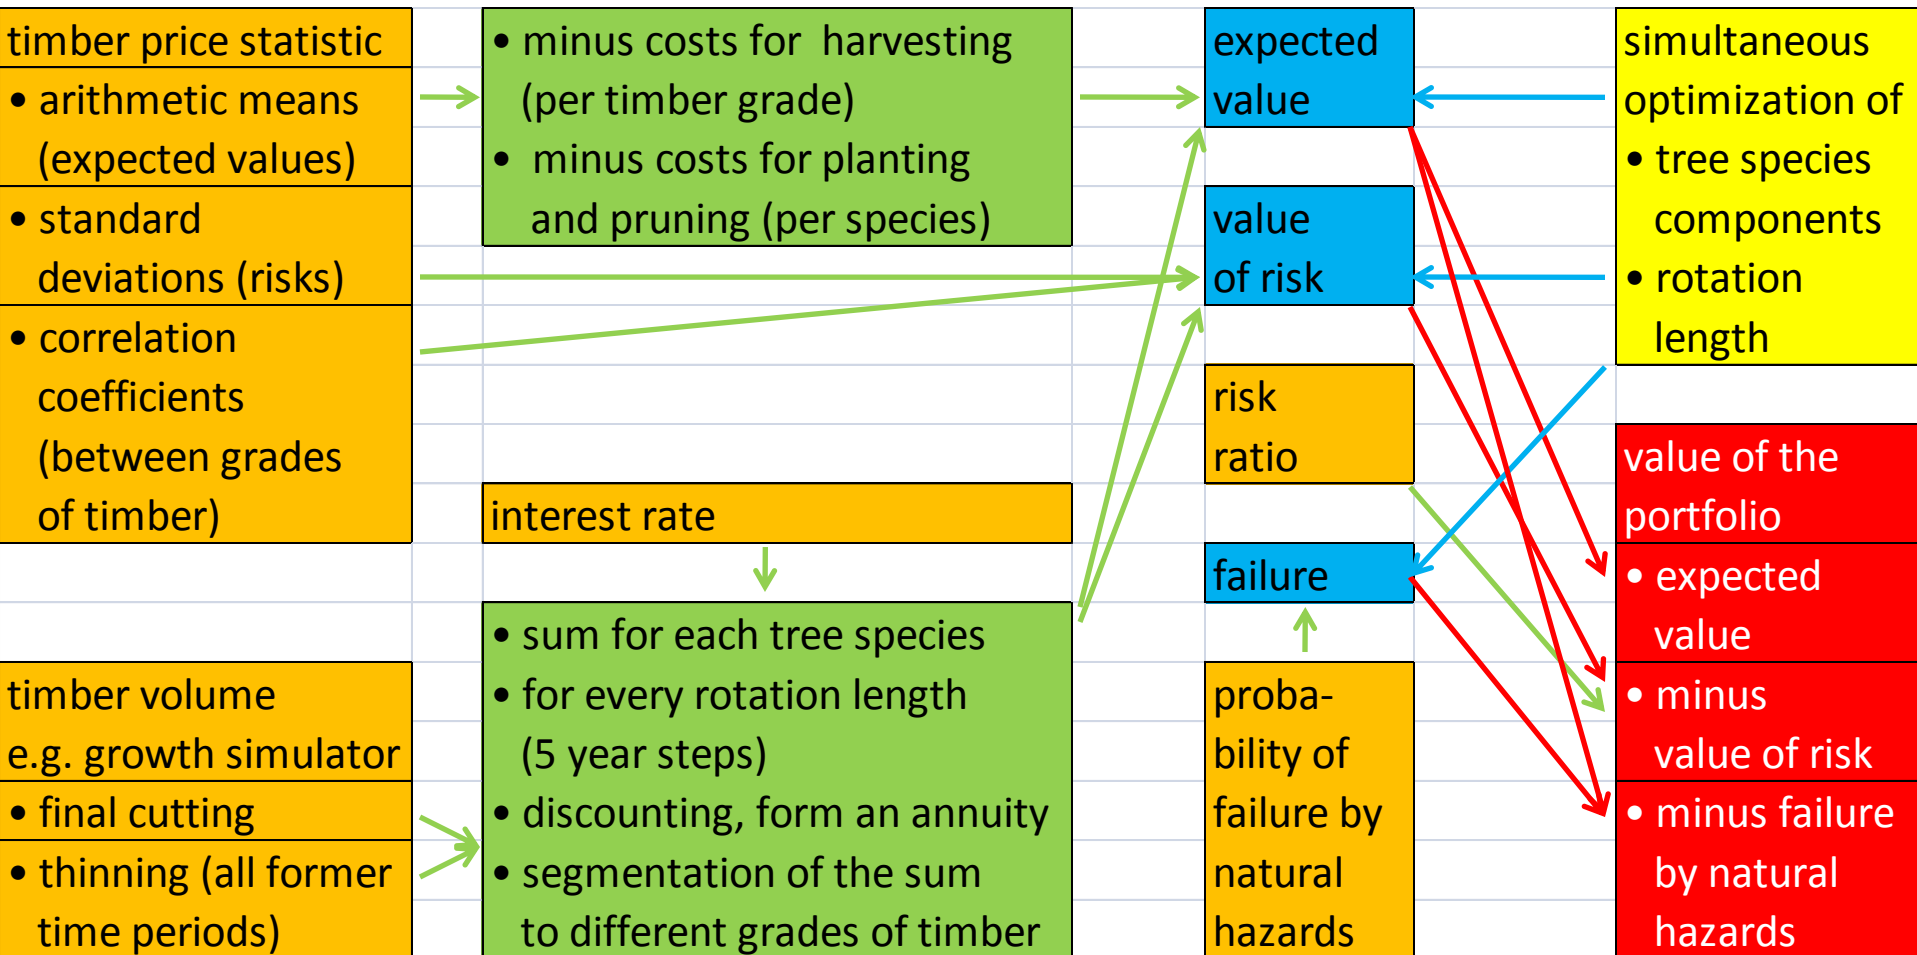 timber price statistic
• arithmetic means
(expected values)
• standard
deviations (risks)
• correlation
coefficients
(between grades
of timber)
timber volume
e.g. growth simulator
• final cutting
• thinning (all former
time periods)
• minus costs for harvesting
(per timber grade)
• minus costs for planting
and pruning (per species)
interest rate
• sum for each tree species
• for every rotation length
(5 year steps)
• discounting, form an annuity
• segmentation of the sum
to different grades of timber
expected
value
value
of risk
risk
ratio
failure
proba-
bility of
failure by
natural
hazards
simultaneous
optimization of
• tree species
components
• rotation
length
value of the
portfolio
• expected
value
• minus
value of risk
• minus failure
by natural
hazards